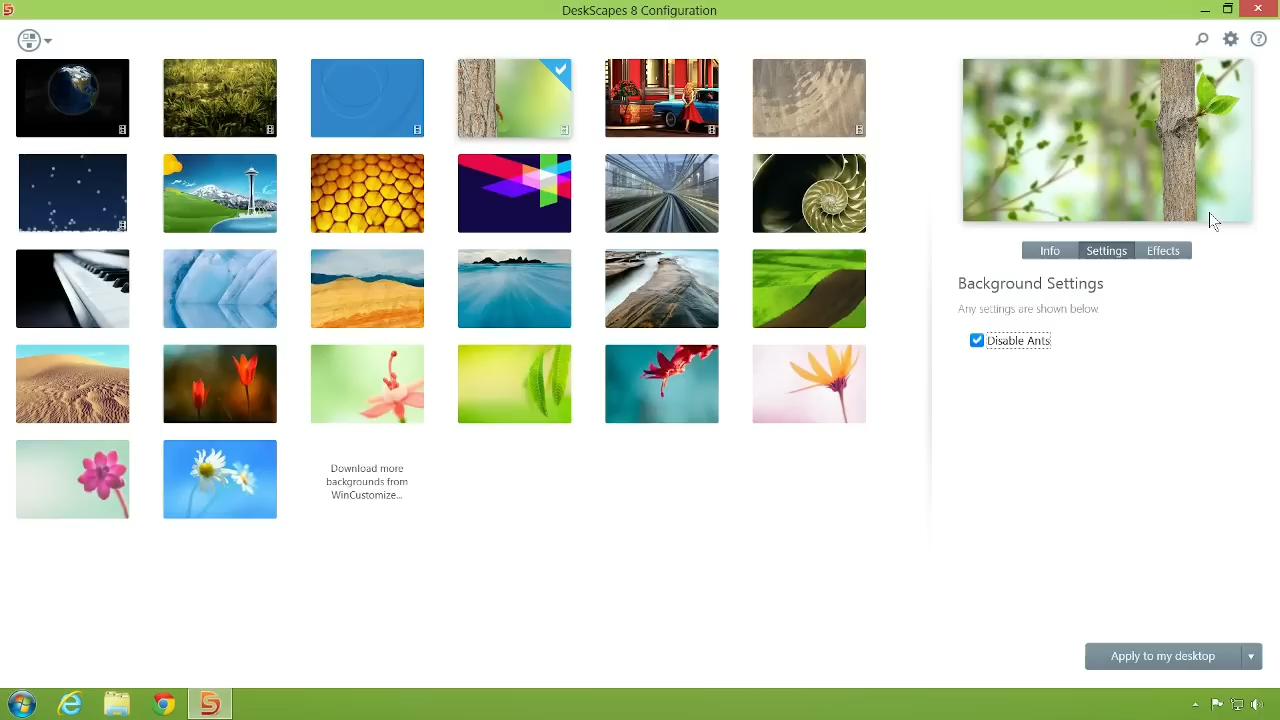 DeskScapes 8 Configuration
Info
Settings
Effects
Background Settings
Any settings are shown below.
Disable Ants
Download more
backgrounds from
WinCustomize...
Apply to my desktop